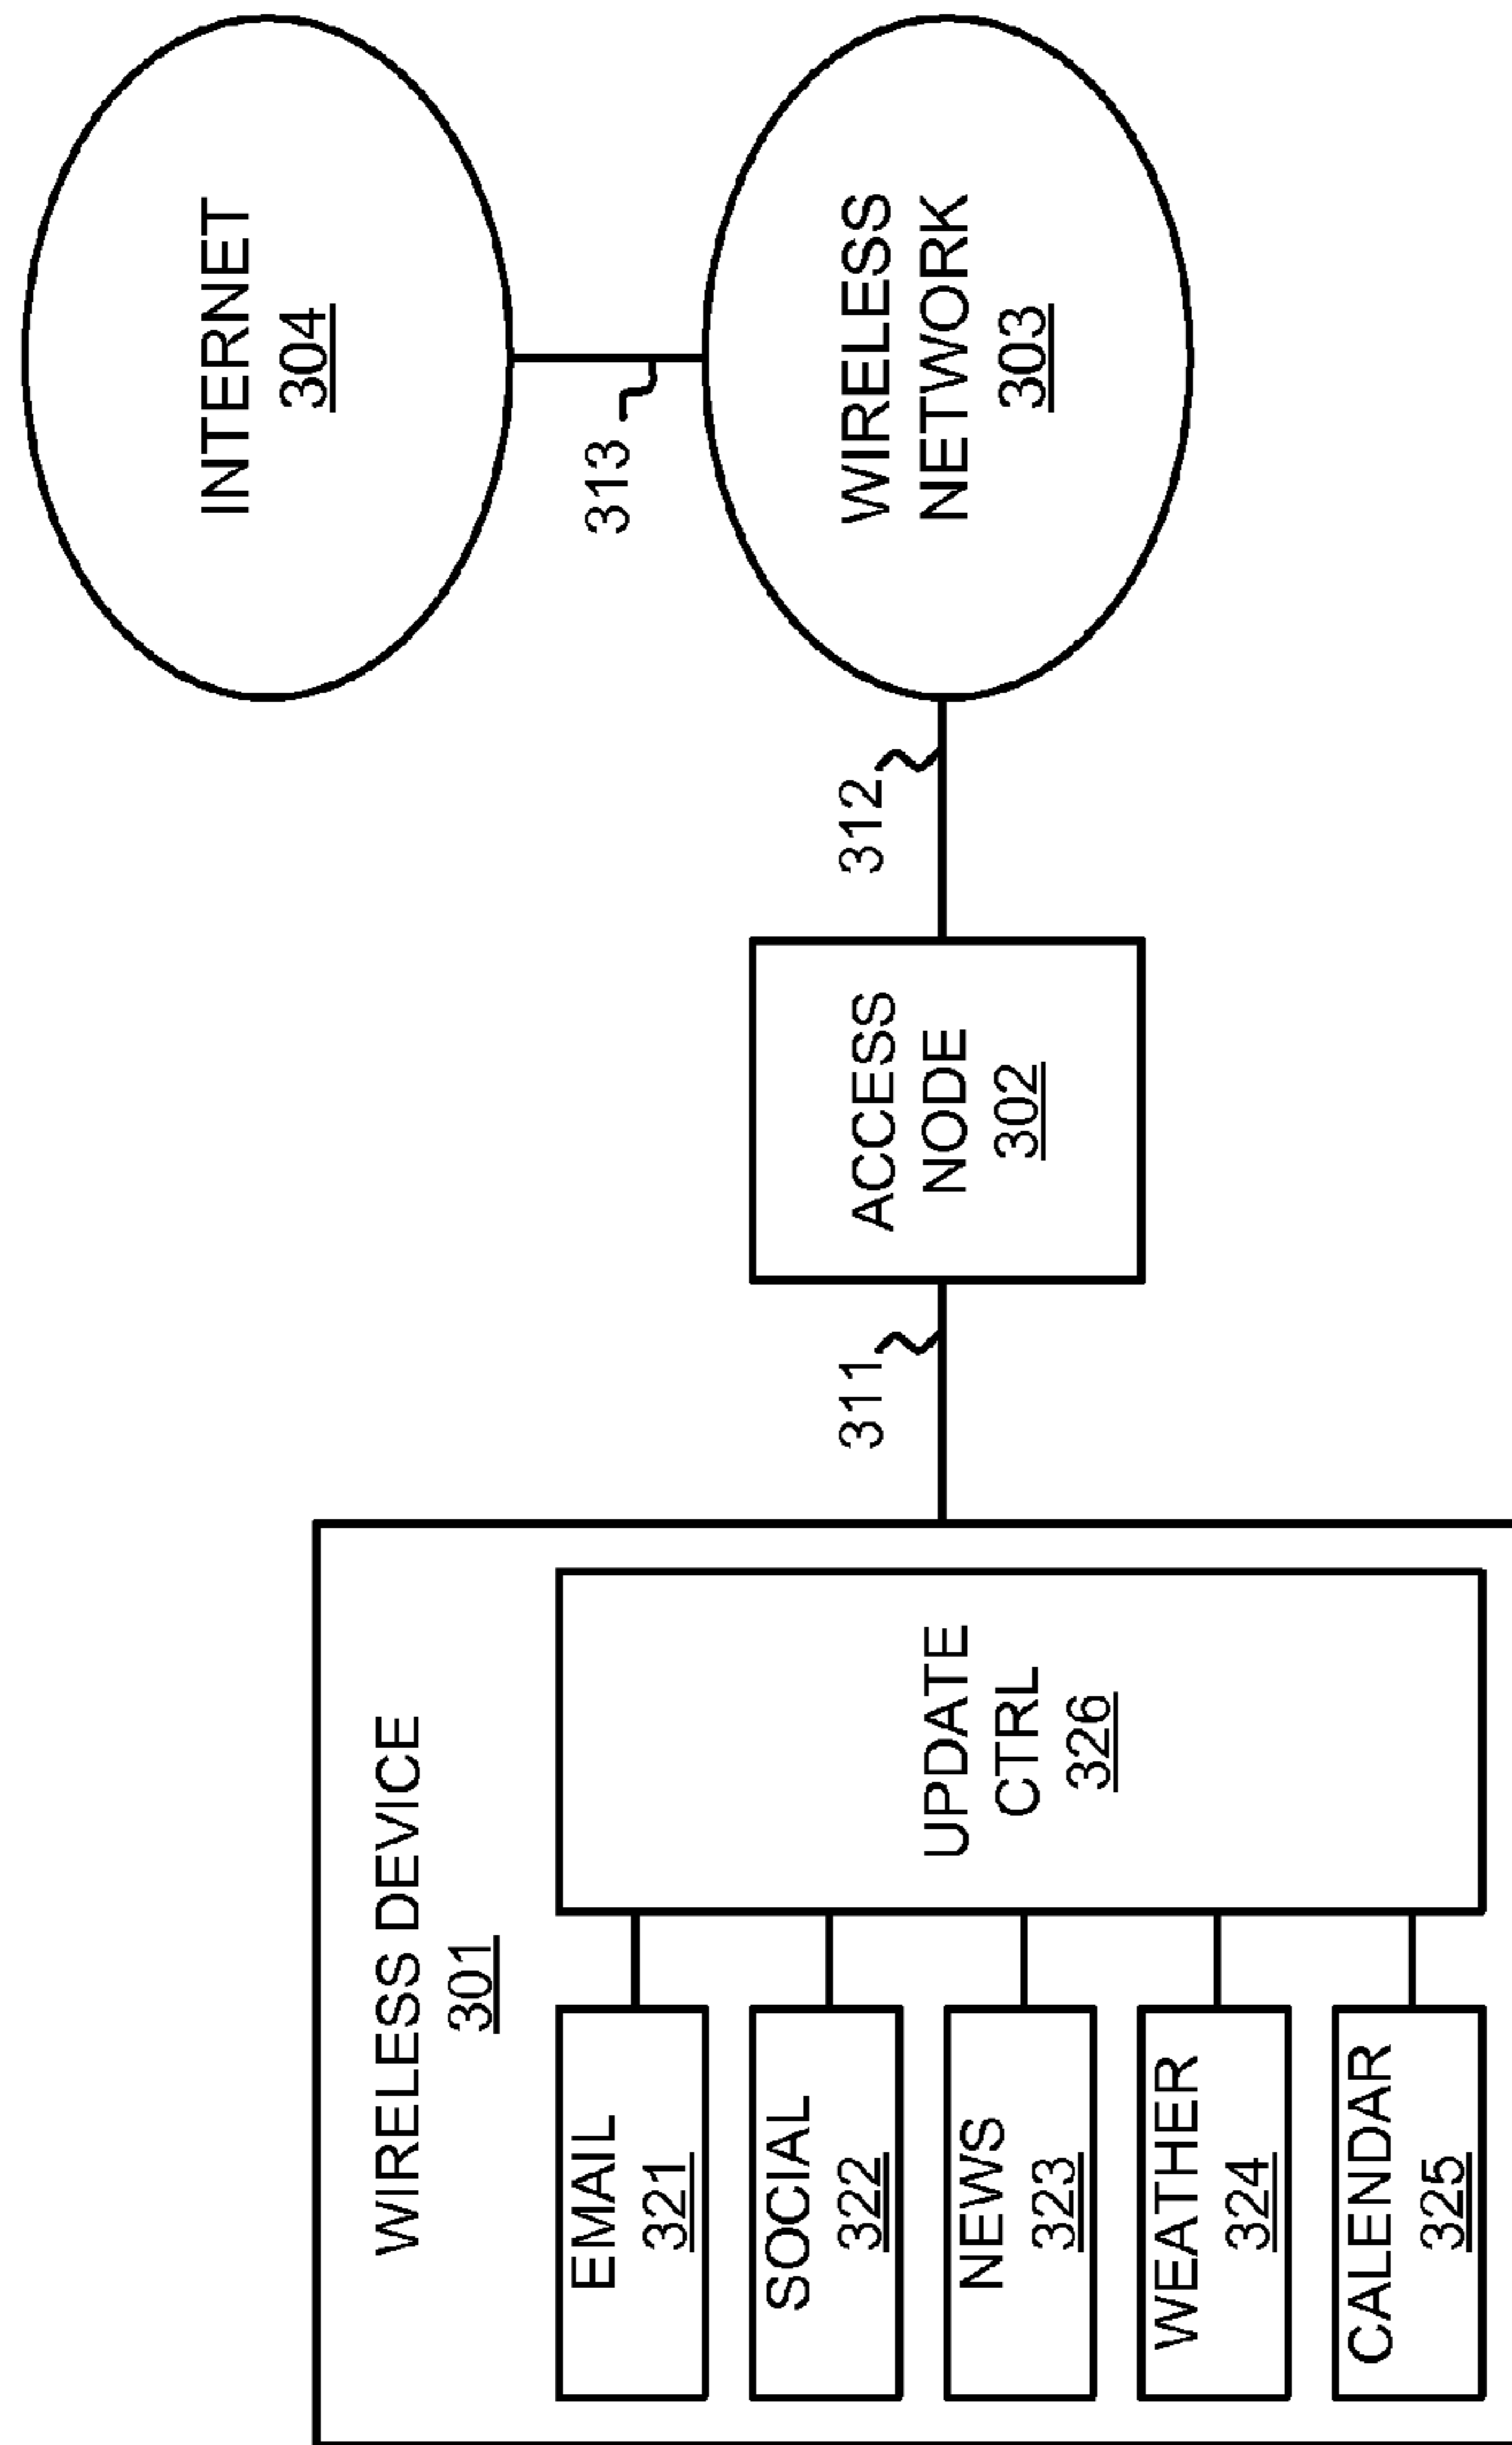 WIRELESS DEVICE
301
EMAIL
321
SOCIAL
322
NEWS
323
WEATHER
324
CALENDAR
325
UPDATE
CTRL
326
311
ACCESS
NODE
302
312
INTERNET
304
313
WIRELESS
NETWORK
303